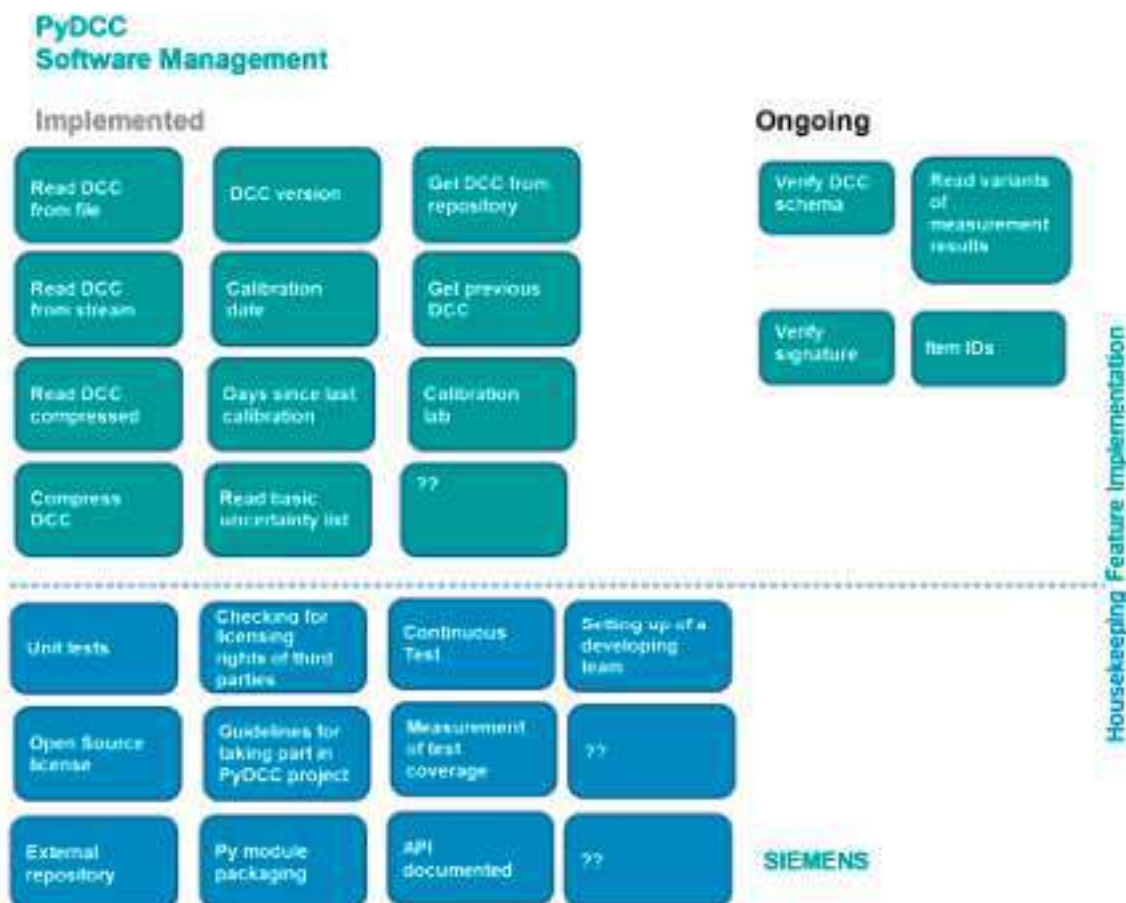 PyDCC
Software Management
Implemented
Ongoing
Read DCC
from file
DCC version
Get DCC from
repository
Verify DCC
schema
Read variants
of
measurement
results
Read DCC
from stream
Calibration
date
Get previous
DCC
Verify
signature
Item IDs
Read DCC
compressed
Days since last
calibration
Calibration
lab
Compress
DCC
Read basic
uncertainty list
??
Housekeeping Feature Implementation
Unit tests
Checking for
licensing
rights of third
parties
Continuous
Test
Setting up of a
developing
team
Open Source
license
Guidelines for
taking part in
PyDCC project
Measurement
of test
coverage
??
External
repository
Py module
packaging
API
documented
??
SIEMENS